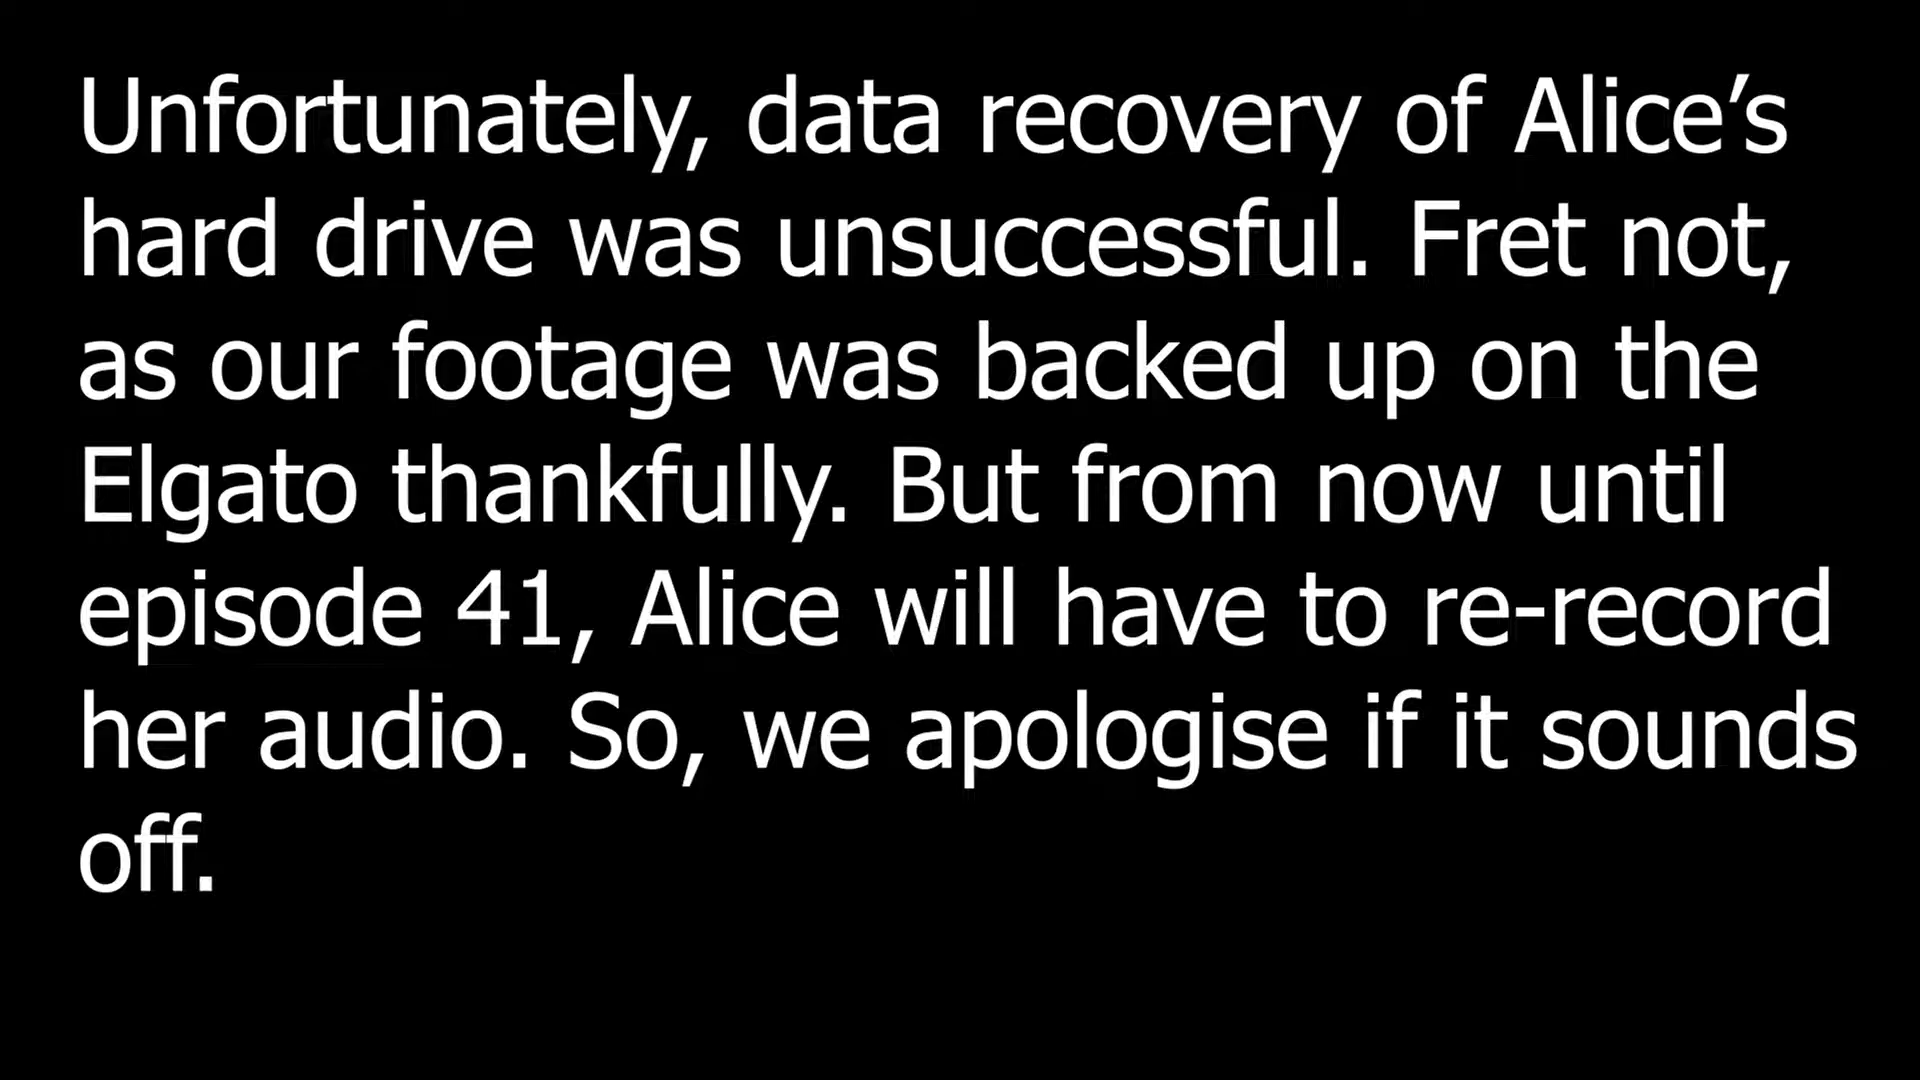 Unfortunately, data recovery of Alice’s
hard drive was unsuccessful. Fret not,
as our footage was backed up on the
Elgato thankfully. But from now until
episode 41, Alice will have to re-record
her audio. So, we apologise if it sounds
off.